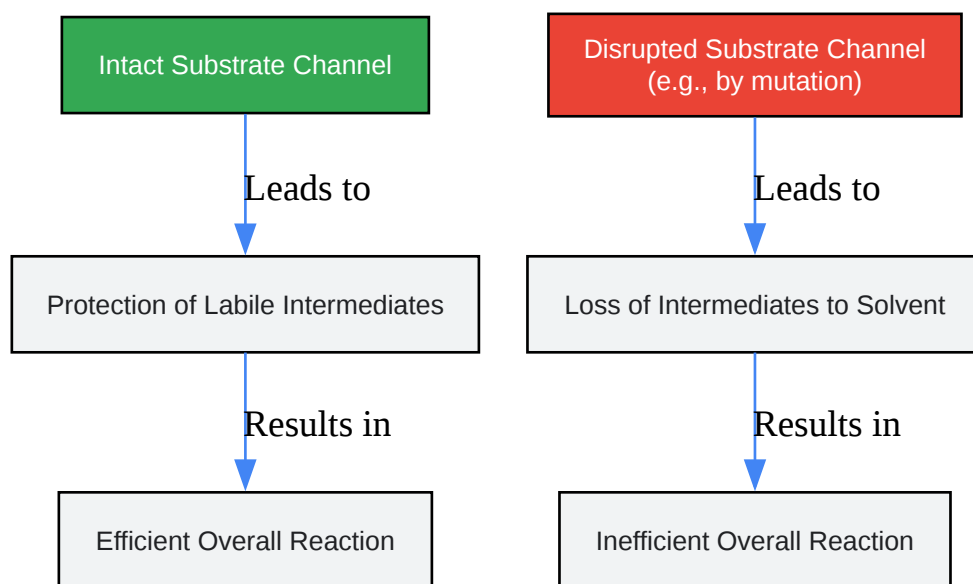 Intact Substrate Channel
Leads to
Protection of Labile Intermediates
Results in
Efficient Overall Reaction
Disrupted Substrate Channel
(e.g., by mutation)
Leads to
Loss of Intermediates to Solvent
Results in
Inefficient Overall Reaction